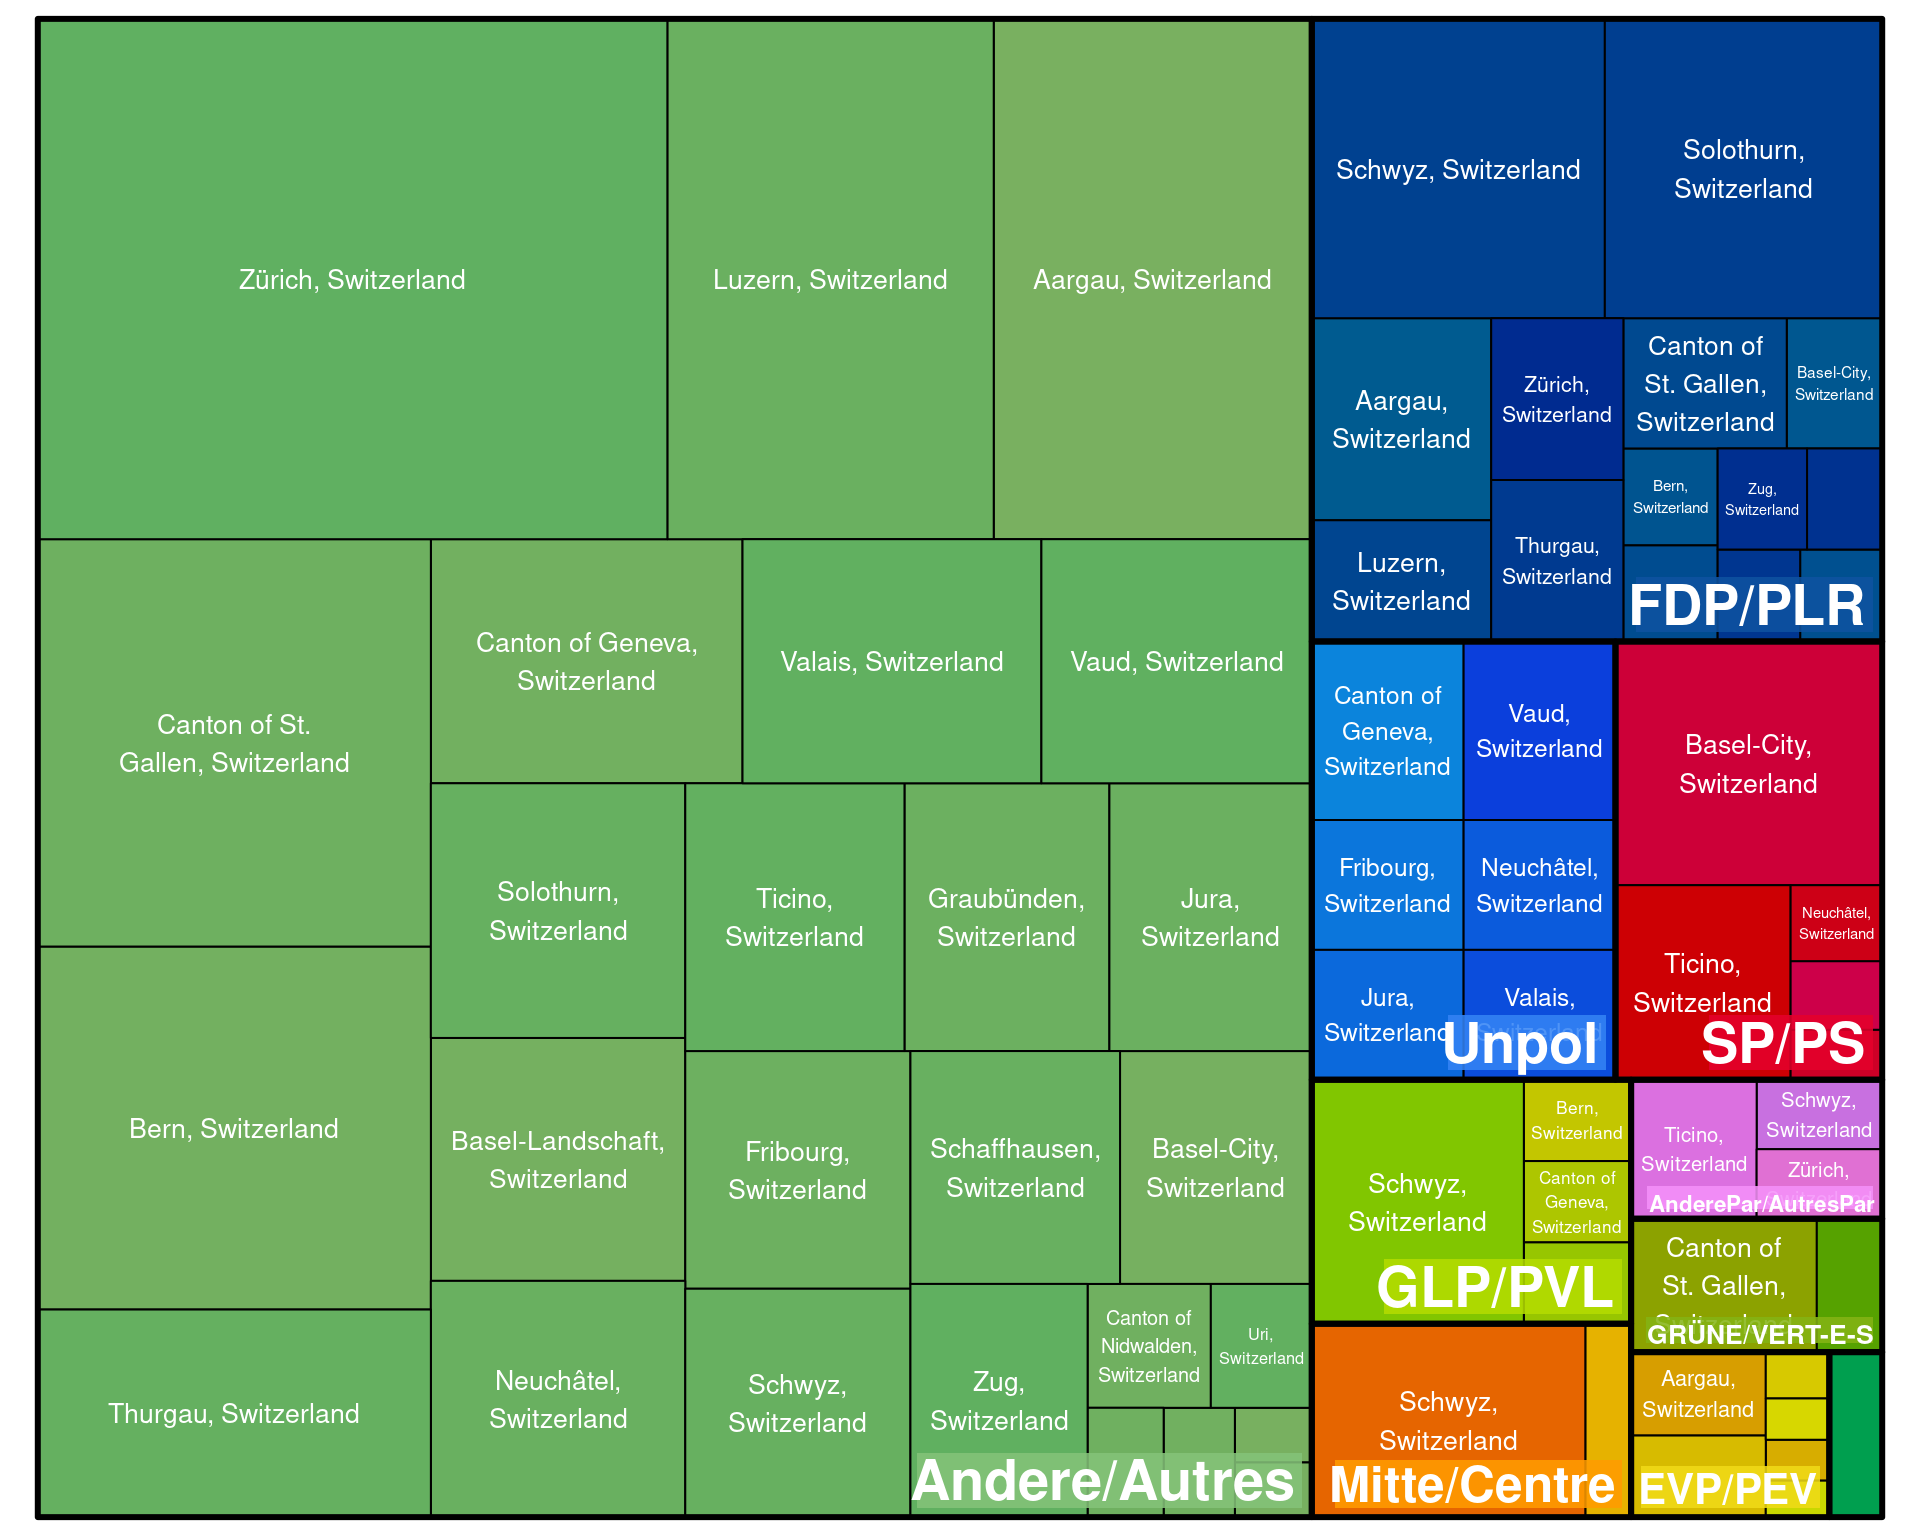 Zürich, Switzerland
Luzern, Switzerland
Aargau, Switzerland
Canton of St.
Gallen, Switzerland
Canton of Geneva,
Switzerland
Valais, Switzerland
Vaud, Switzerland
Solothurn,
Switzerland
Ticino,
Switzerland
Graubünden,
Switzerland
Jura,
Switzerland
Bern, Switzerland
Basel-Landschaft,
Switzerland
Fribourg,
Switzerland
Schaffhausen,
Switzerland
Basel-City,
Switzerland
Thurgau, Switzerland
Neuchâtel,
Switzerland
Schwyz,
Switzerland
Zug,
Switzerland
Canton of
Nidwalden,
Switzerland
Uri,
Switzerland
Andere/Autres
Schwyz, Switzerland
Solothurn,
Switzerland
Aargau,
Switzerland
Zürich,
Switzerland
Canton of
St. Gallen,
Switzerland
Basel-City,
Switzerland
Bern,
Switzerland
Zug,
Switzerland
Luzern,
Switzerland
Thurgau,
Switzerland
FDP/PLR
Canton of
Geneva,
Switzerland
Vaud,
Switzerland
Fribourg,
Switzerland
Neuchâtel,
Switzerland
Jura,
Switzerland
Valais,
Switzerland
Unpol
Basel-City,
Switzerland
Ticino,
Switzerland
Neuchâtel,
Switzerland
SP/PS
Schwyz,
Switzerland
Bern,
Switzerland
Canton of
Geneva,
Switzerland
GLP/PVL
Ticino,
Switzerland
Schwyz,
Switzerland
Zürich,
AnderePar/AutresPar
Canton of
St. Gallen,
Switzerland
GRÜNE/VERT-E-S
Schwyz,
Switzerland
Mitte/Centre
Aargau,
Switzerland
EVP/PEV